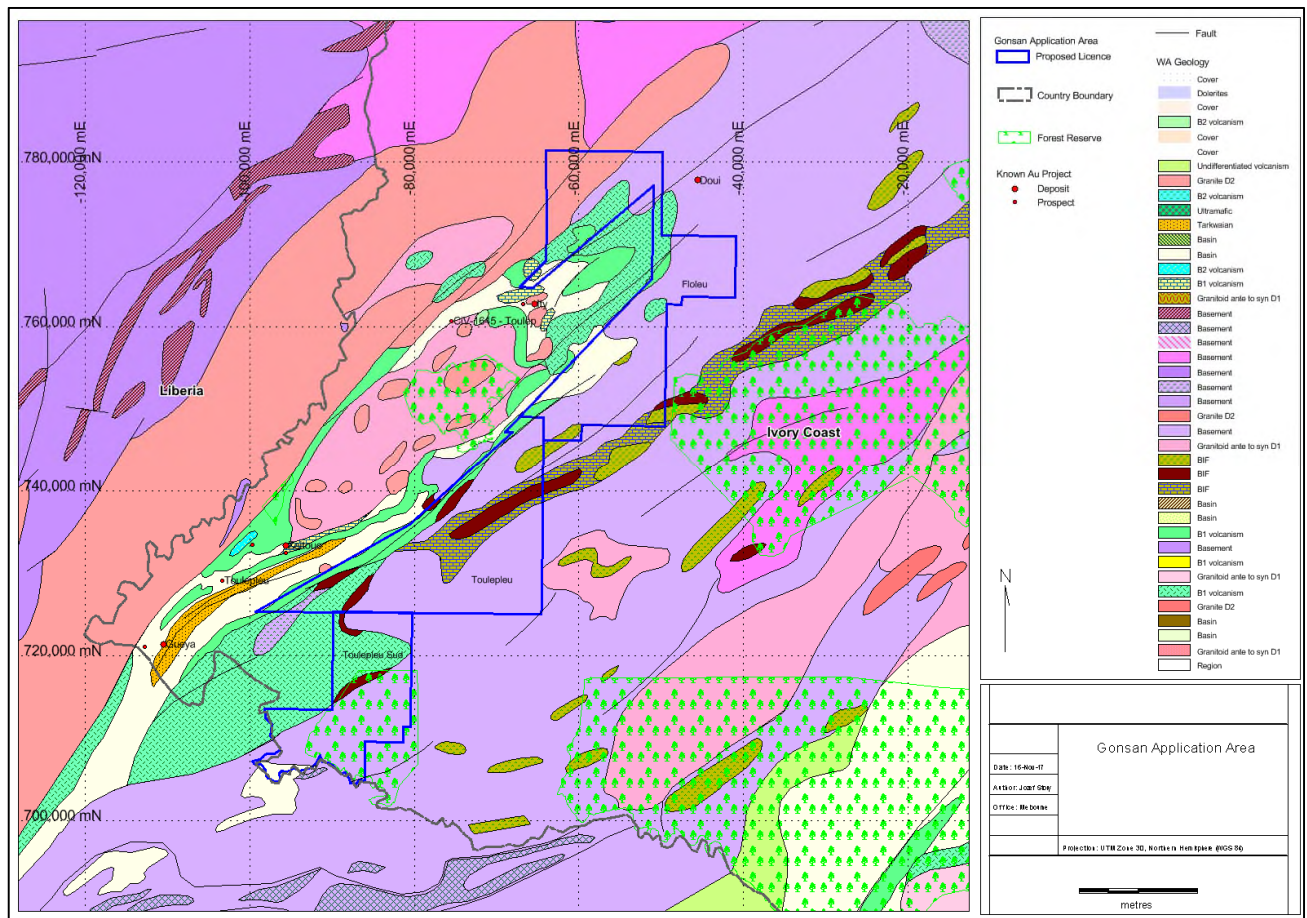 -120,000 mE
-100,000 mE
-80,000 mE
-60,000 mE
-40,000 mE
-20,000 mE
780,000 mN
Doui
Floleu
760,000 mN
Ity
CIV-1645 - Toulep
Liberia
Ivory Coast
740,000 mN
Toulepleu
Toulepleu
Gueya
720,000 mN
Toulepleu Sud
700,000 mN
Gonsan Application Area
Proposed Licence
Country Boundary
Forest Reserve
Known Au Project
Deposit
Prospect
Fault
WA Geology
Cover
Dolerites
Cover
B2 volcanism
Cover
Cover
Undifferentiated volcanism
Granite D2
B2 volcanism
Ultramafic
Tarkwaian
Basin
Basin
B2 volcanism
B1 volcanism
Granitoid ante to syn D1
Basement
Basement
Basement
Basement
Basement
Basement
Basement
Granite D2
Basement
Granitoid ante to syn D1
BIF
BIF
BIF
Basin
Basin
B1 volcanism
Basement
B1 volcanism
Granitoid ante to syn D1
B1 volcanism
Granite D2
Basin
Basin
Granitoid ante to syn D1
Region
N
Gonsan Application Area
Date: 16-Nov-17
Author:
Office: Melbourne
Projection: UTM Zone 30, Northern Hemisphere (WGS 84)
metres